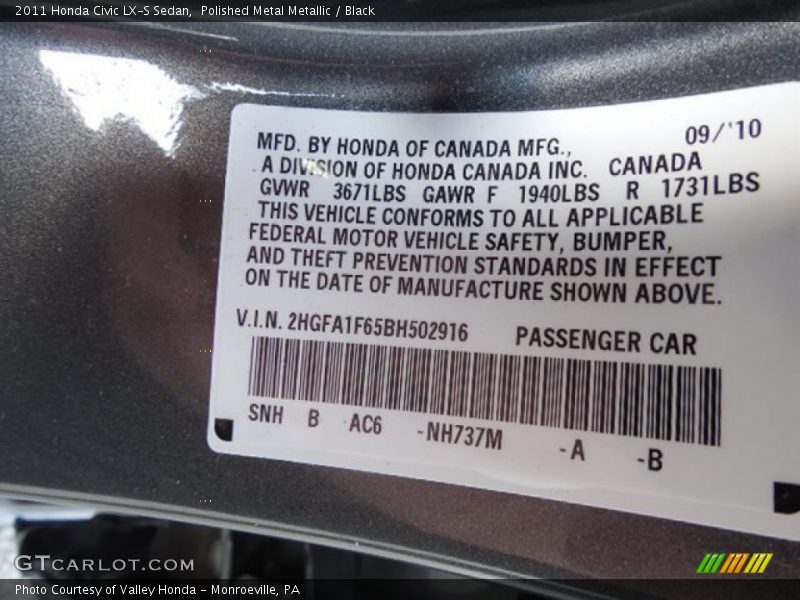 2011 Honda Civic LX-S Sedan, Polished Metal Metallic / Black
09/'10
MFD. BY HONDA OF CANADA MFG.,
A DIVISION OF HONDA CANADA INC. CANADA
GVWR 3671LBS GAWR F 1940LBS R 1731LBS
THIS VEHICLE CONFORMS TO ALL APPLICABLE
FEDERAL MOTOR VEHICLE SAFETY, BUMPER,
AND THEFT PREVENTION STANDARDS IN EFFECT
ON THE DATE OF MANUFACTURE SHOWN ABOVE.
V.I.N. 2HGFA1F65BH502916 PASSENGER CAR
SNH B AC6 -NH737M -A -B
GTCARLOT.COM
Photo Courtesy of Valley Honda - Monroeville, PA